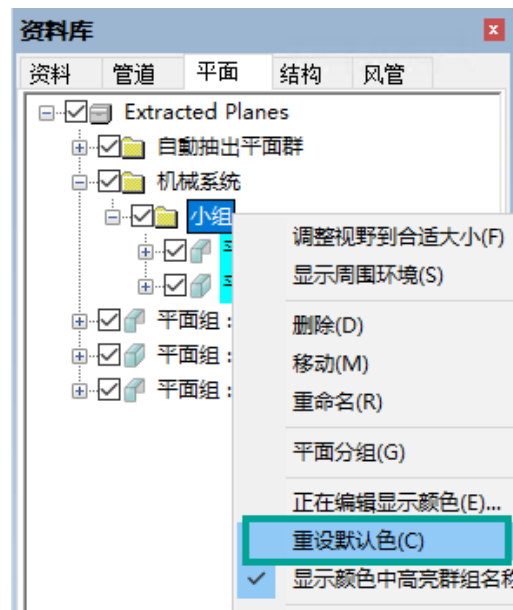 资料库
资料 管道 平面 结构 风管
Extracted Planes
自動抽出平面群
机械系统
小组
平面组：
平面组：
平面组：
调整视野到合适大小(F)
显示周围环境(S)
删除(D)
移动(M)
重命名(R)
平面分组(G)
正在编辑显示颜色(E)...
重设默认色(C)
显示颜色中高亮群组名称